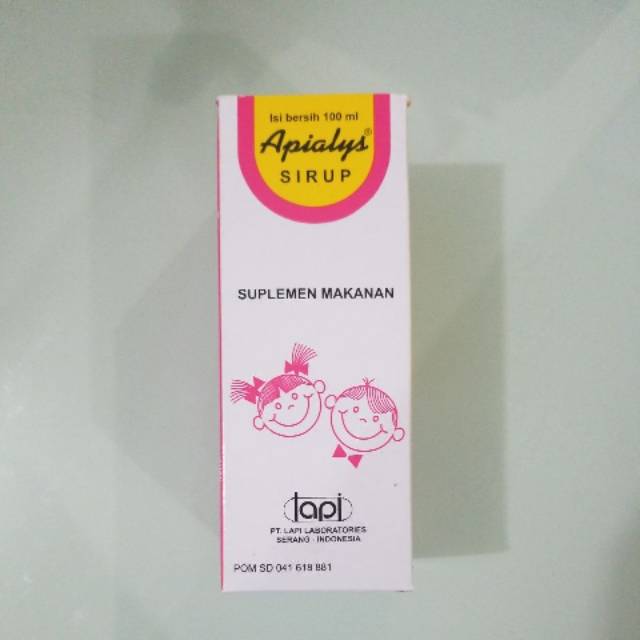 Isi bersih 100 ml
Apialys®
SIRUP
SUPLEMEN MAKANAN
lapi
PT. LAPI LABORATORIES
SERANG - INDONESIA
POM SD 041 618 881